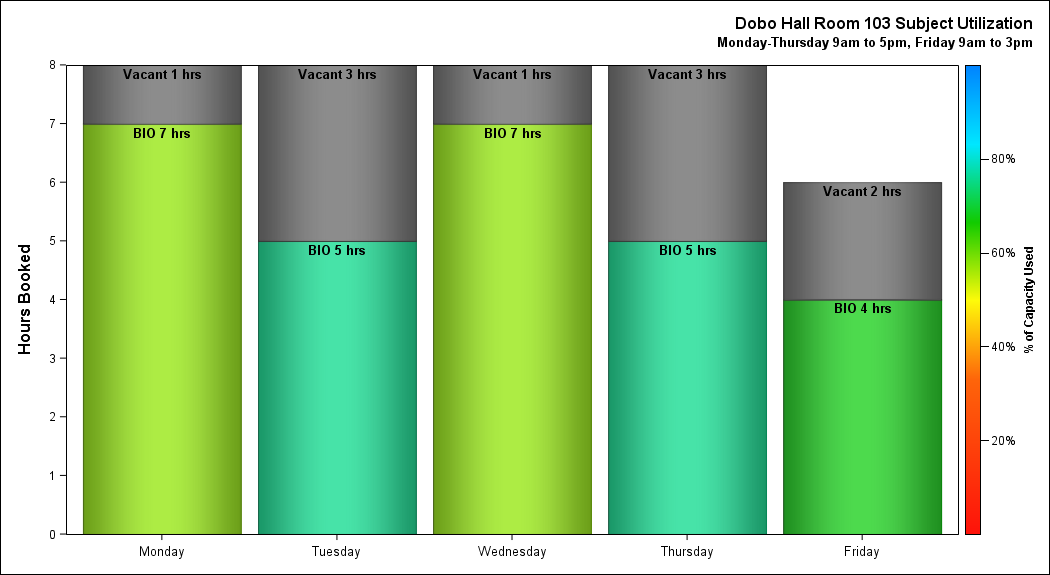 Dobo Hall Room 103 Subject Utilization
Monday-Thursday 9am to 5pm, Friday 9am to 3pm
Hours Booked
8
7
6
5
4
3
2
1
0
Vacant 1 hrs
BIO 7 hrs
Vacant 3 hrs
BIO 5 hrs
Vacant 1 hrs
BIO 7 hrs
Vacant 3 hrs
BIO 5 hrs
Vacant 2 hrs
BIO 4 hrs
Monday
Tuesday
Wednesday
Thursday
Friday
80%
60%
40%
20%
% of Capacity Used